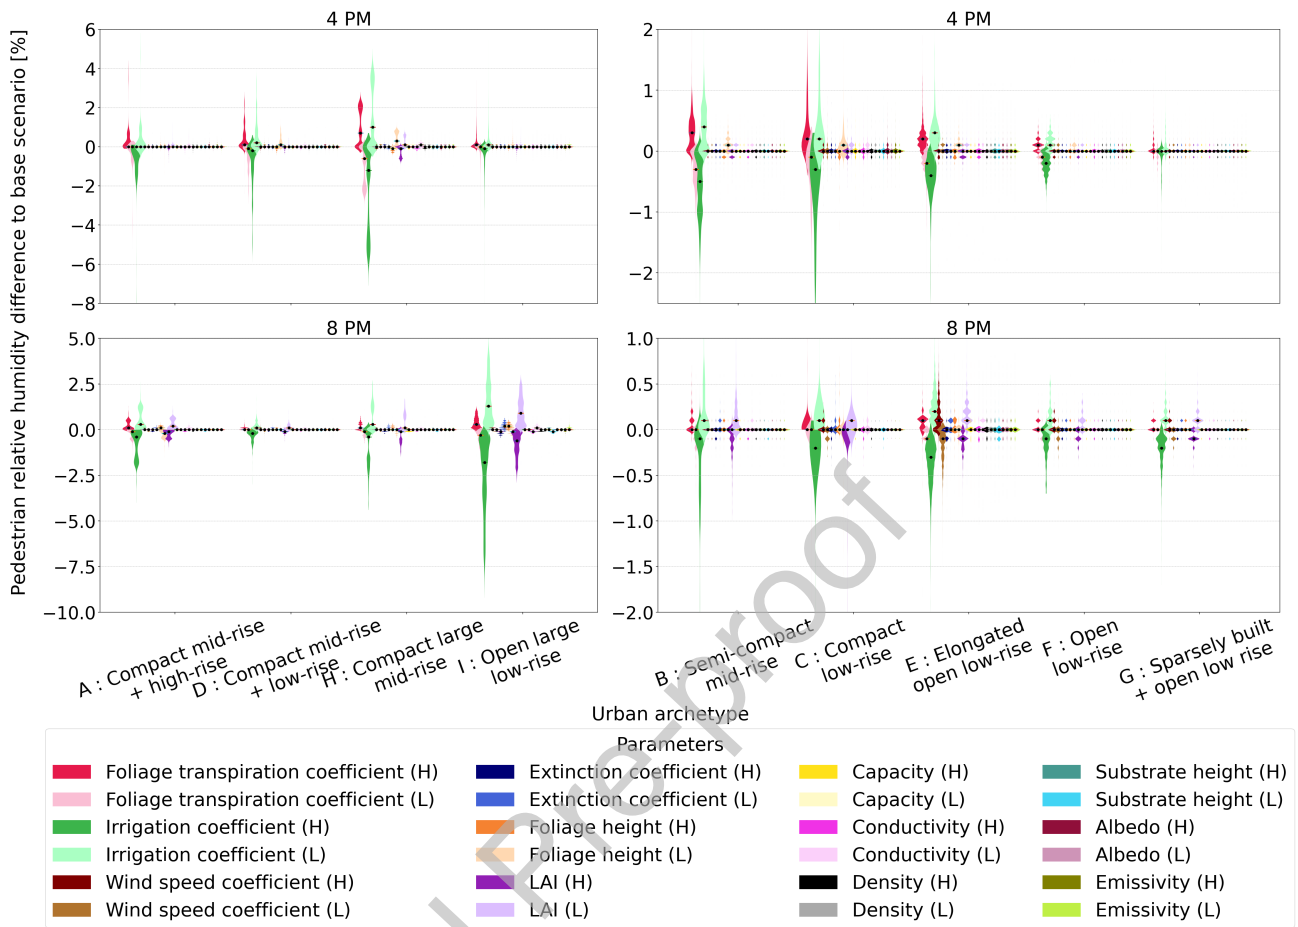 4 PM
4 PM
6
4
2
0
−2
−4
−6
−8
2
1
0
−1
−2
Pedestrian relative humidity difference to base scenario [%]
8 PM
8 PM
5.0
2.5
0.0
−2.5
−5.0
−7.5
−10.0
1.0
0.5
0.0
−0.5
−1.0
−1.5
−2.0
A : Compact mid-rise
+ high-rise
D : Compact mid-rise
+ low-rise
H : Compact large
mid-rise
I : Open large
low-rise
B : Semi-compact
mid-rise
C : Compact
low-rise
E : Elongated
open low-rise
F : Open
low-rise
G : Sparsely built
+ open low rise
Urban archetype
Parameters
Foliage transpiration coefficient (H)
Foliage transpiration coefficient (L)
Irrigation coefficient (H)
Irrigation coefficient (L)
Wind speed coefficient (H)
Wind speed coefficient (L)
Extinction coefficient (H)
Extinction coefficient (L)
Foliage height (H)
Foliage height (L)
LAI (H)
LAI (L)
Capacity (H)
Capacity (L)
Conductivity (H)
Conductivity (L)
Density (H)
Density (L)
Substrate height (H)
Substrate height (L)
Albedo (H)
Albedo (L)
Emissivity (H)
Emissivity (L)
l Pre-proof